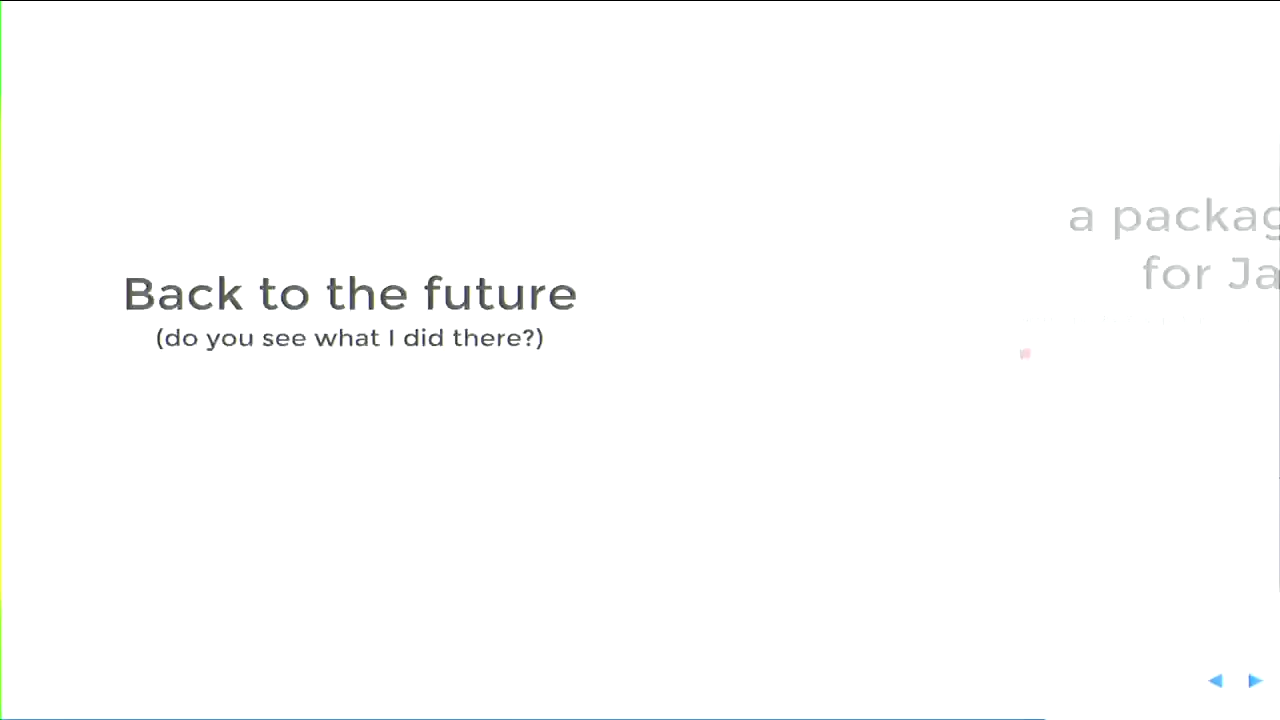 Back to the future
(do you see what I did there?)
a packag
for Ja